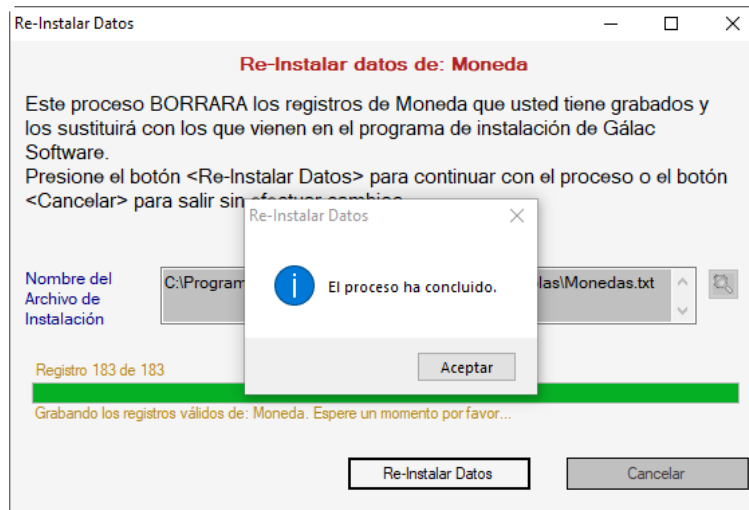 Re-Instalar Datos
Re-Instalar datos de: Moneda
Este proceso BORRARA los registros de Moneda que usted tiene grabados y
los sustituirá con los que vienen en el programa de instalación de Gálac
Software.
Presione el botón <Re-Instalar Datos> para continuar con el proceso o el botón
<Cancelar> para salir sin efectuar cambios
Re-Instalar Datos
El proceso ha concluido.
Aceptar
Nombre del
Archivo de
Instalación
C:\Program
las\Monedas.txt
Registro 183 de 183
Grabando los registros válidos de: Moneda. Espere un momento por favor...
Re-Instalar Datos
Cancelar